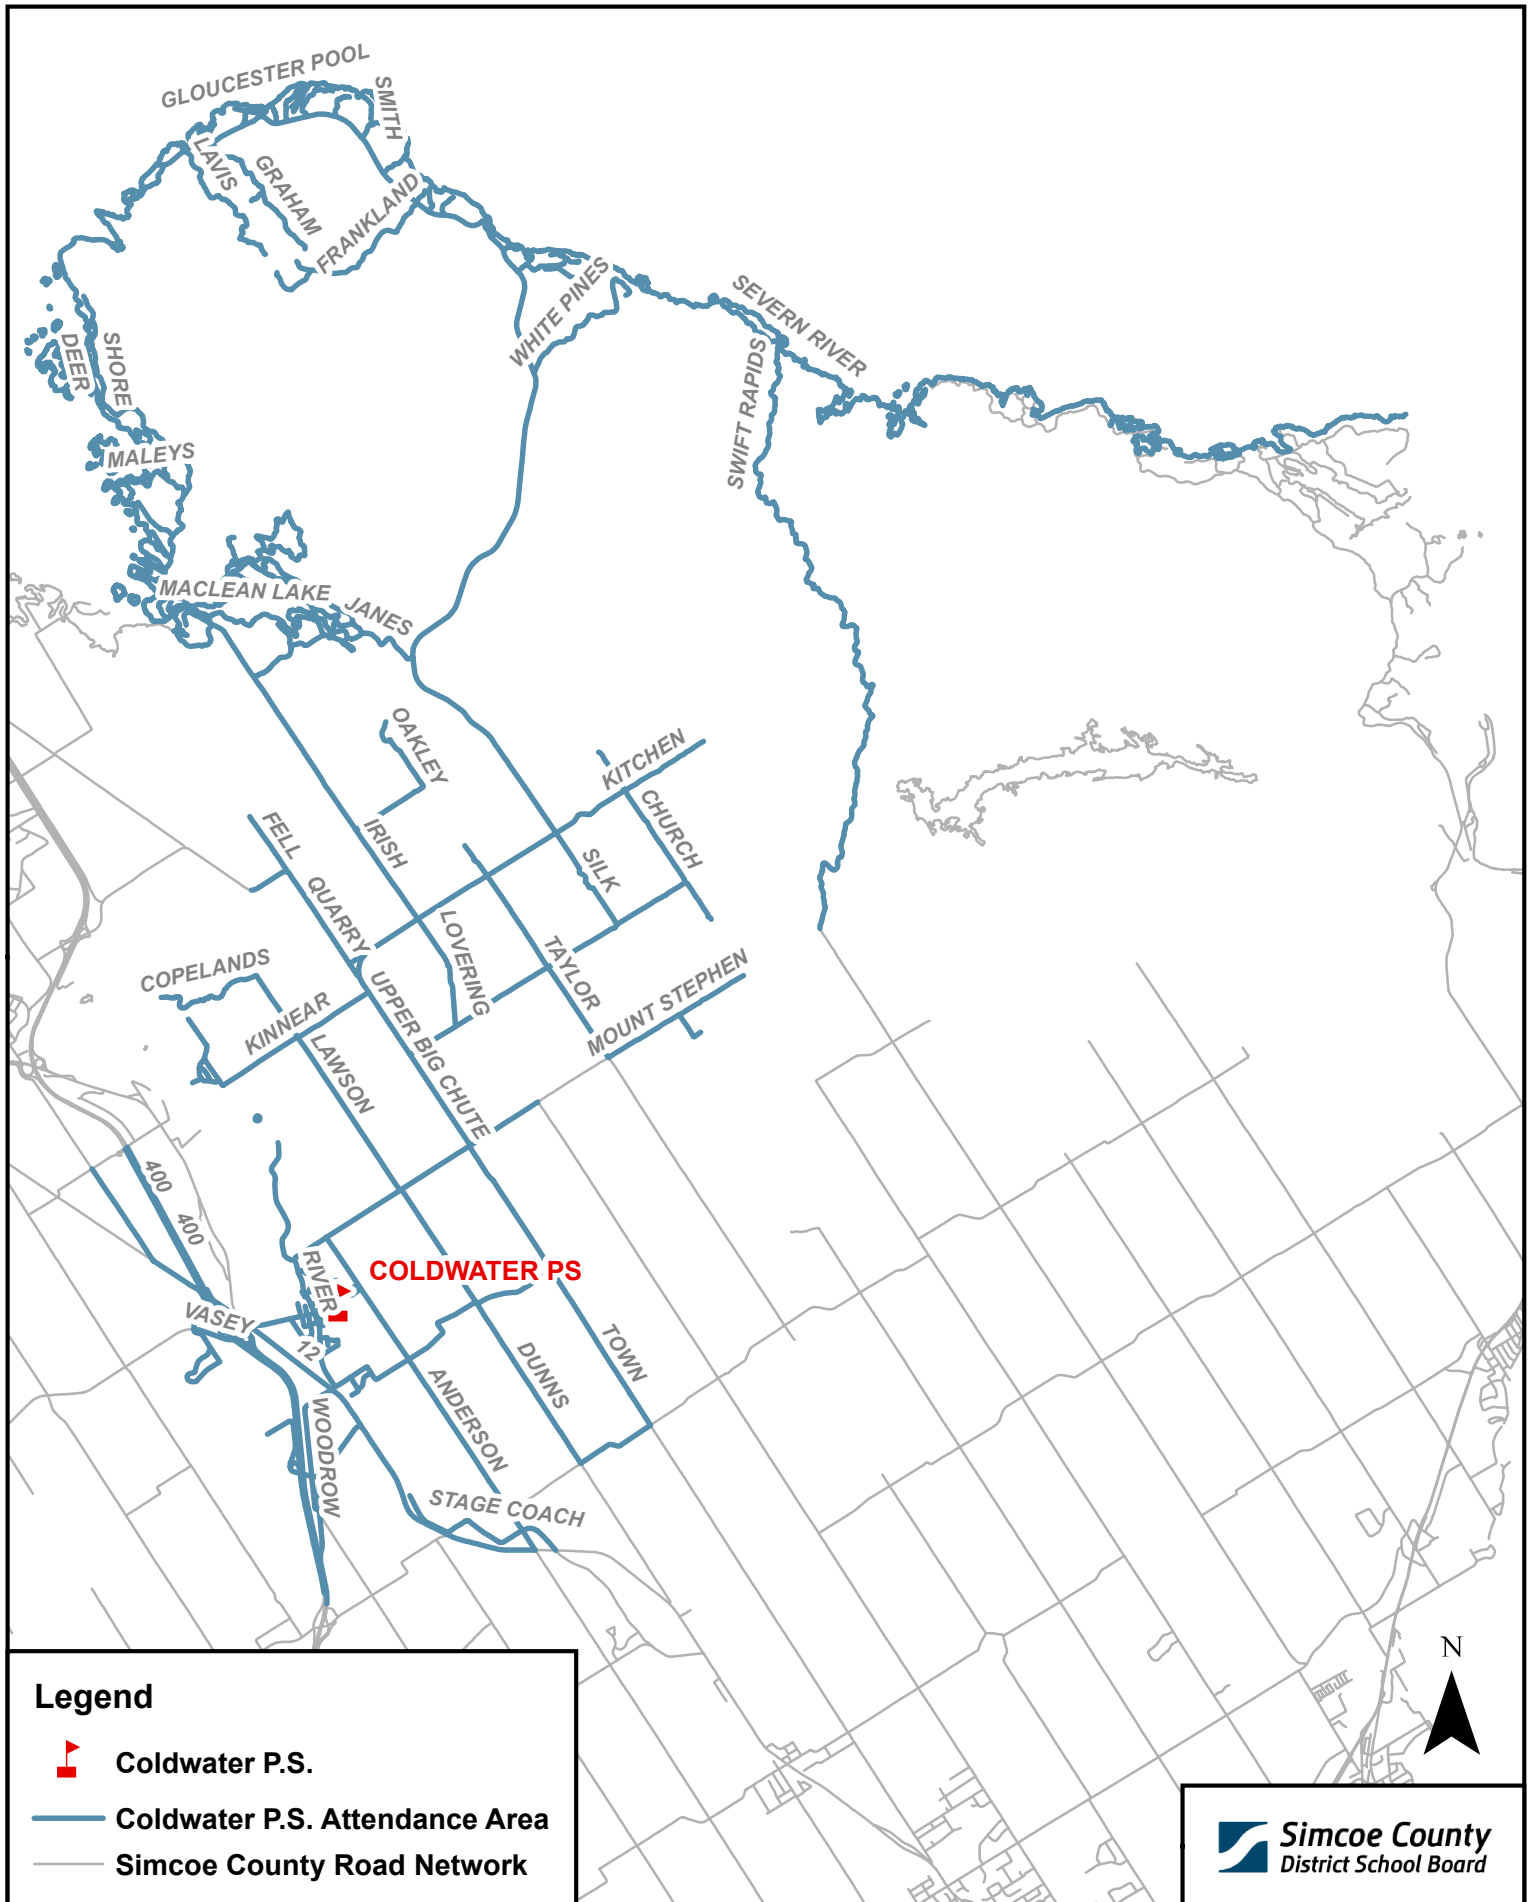 GLOUCESTER POOL
SMITH
LAVIS
GRAHAM
FRANKLAND
WHITE PINES
SEVERN RIVER
SWIFT RAPIDS
DEER
SHORE
MALEYS
MACLEAN LAKE
JANES
OAKLEY
KITCHEN
CHURCH
FELL
IRISH
SILK
QUARRY
LOVERING
TAYLOR
COPELANDS
KINNEAR
UPPER BIG CHUTE
MOUNT STEPHEN
LAWSON
400
400
RIVER
COLDWATER PS
VASEY
12
TOWN
DUNNS
ANDERSON
WOODROW
STAGE COACH
N
Legend
Coldwater P.S.
Coldwater P.S. Attendance Area
Simcoe County Road Network
Simcoe County
District School Board